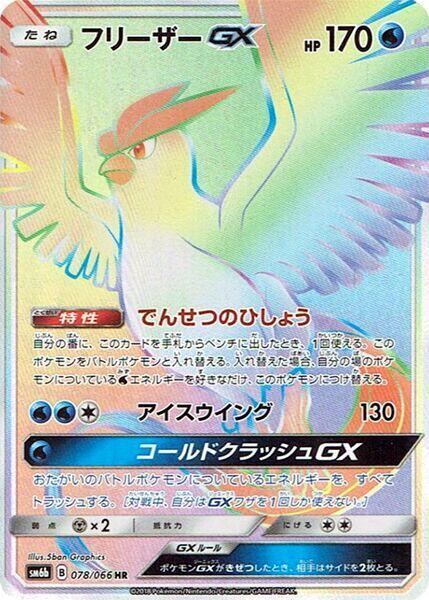 たね フリーザーGX HP 170
特性 でんせつのひしょう
自分の番に、このカードを手札からベンチに出したとき、1回使える。この
ポケモンをバトルポケモンと入れ替える。入れ替えた場合、自分の場のポケ
モンについているエネルギーを好きなだけ、このポケモンにつけ替える。
アイスウイング 130
コールドクラッシュGX
おたがいのバトルポケモンについているエネルギーを、すべて
トラッシュする。[対戦中、自分はGXワザを1回しか使えない。]
弱点 ×2 抵抗力 にげる
GXルール
ポケモンGXがきぜつしたとき、相手はサイドを2枚とる。
Illus. 5ban Graphics
SM6b B 078/066 HR
©2018 Pokémon/Nintendo/Creatures/GAME FREAK.